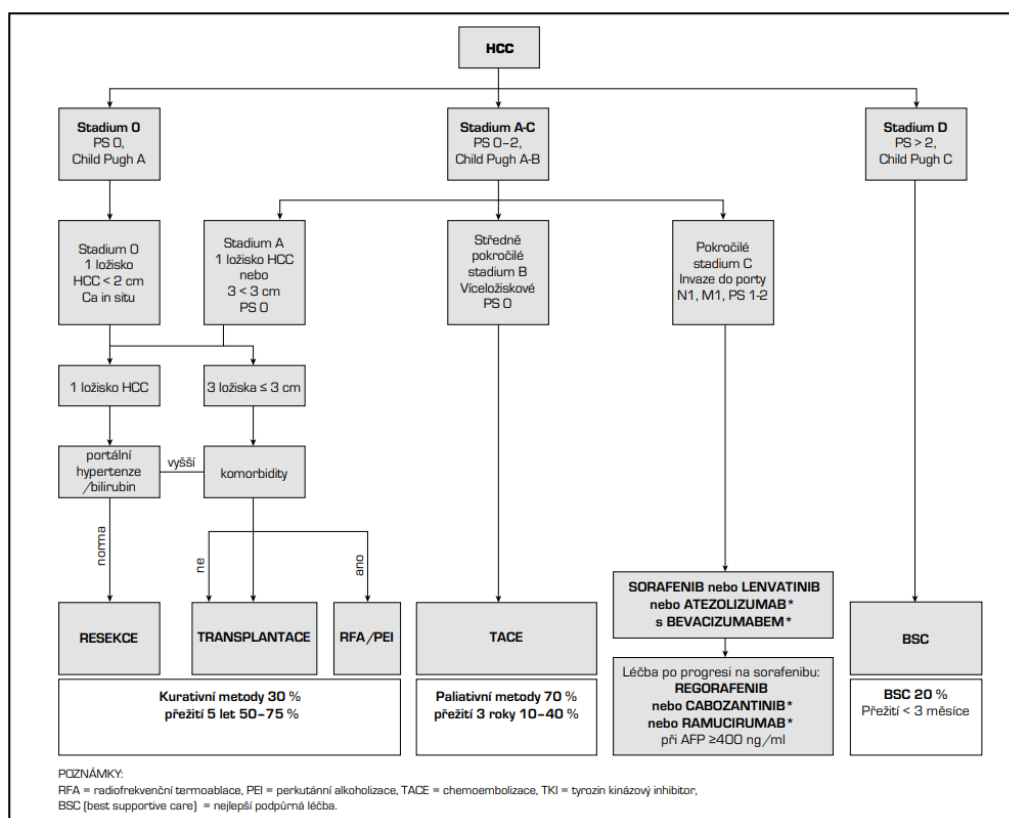 HCC
Stadium 0
PS 0,
Child Pugh A
Stadium A-C
PS 0–2,
Child Pugh A-B
Stadium D
PS > 2,
Child Pugh C
Stadium 0
1 ložisko
HCC < 2 cm
Ca in situ
Stadium A
1 ložisko HCC
nebo
3 < 3 cm
PS 0
Středně
pokročilé
stadium B
Víceložiskové
PS 0
Pokročilé
stadium C
Invaze do porty
N1, M1, PS 1-2
1 ložisko HCC
3 ložiska ≤ 3 cm
portální
hypertenze
/bilirubin
vyšší
komorbidity
norma
ne
ano
RESEKCE
TRANSPLANTACE
RFA/PEI
TACE
SORAFENIB nebo LENVATINIB
nebo ATEZOLIZUMAB*
s BEVACIZUMABEM*
BSC
Kurativní metody 30 %
přežití 5 let 50–75 %
Paliativní metody 70 %
přežití 3 roky 10–40 %
Léčba po progresi na sorafenibu:
REGORAFENIB
nebo CABOZANTINIB*
nebo RAMUCIRUMAB*
při AFP ≥400 ng/ml
BSC 20 %
Přežití < 3 měsíce
POZNÁMKY:
RFA = radiofrekvenční termoablace, PEI = perkutánní alkoholizace, TACE = chemoembolizace, TKI = tyrozin kinázový inhibitor,
BSC (best supportive care) = nejlepší podpůrná léčba.